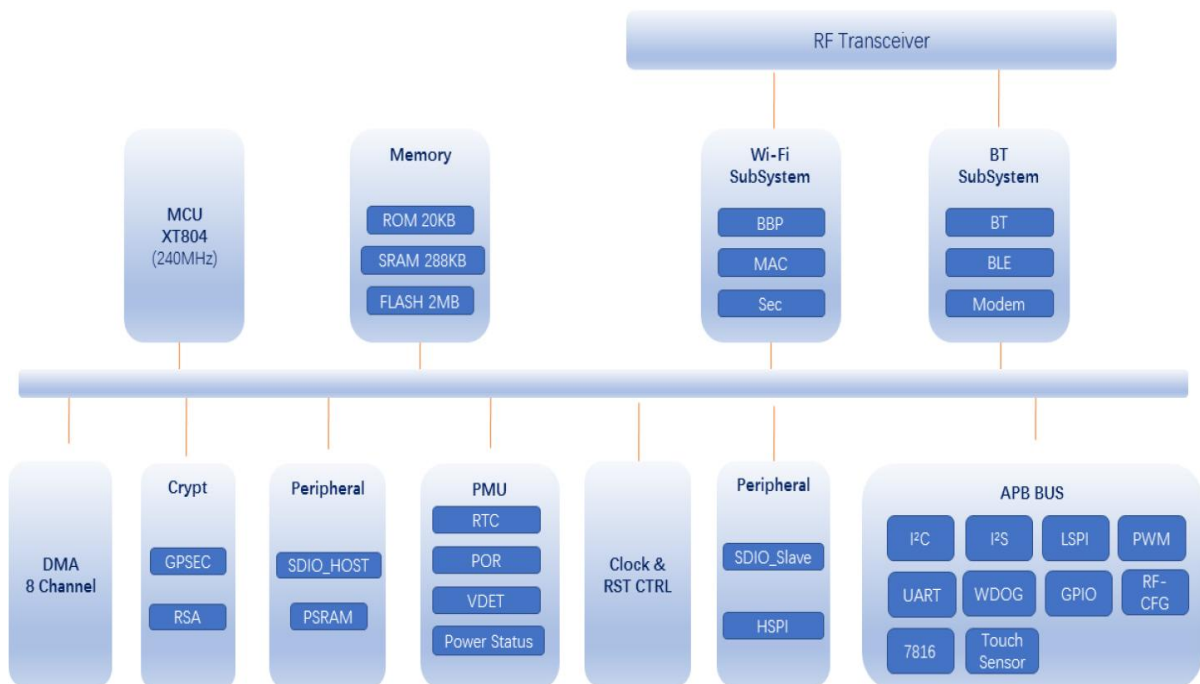 RF Transceiver
MCU
XT804
(240MHz)
Memory
ROM 20KB
SRAM 288KB
FLASH 2MB
Wi-Fi
SubSystem
BBP
MAC
Sec
BT
SubSystem
BT
BLE
Modem
DMA
8 Channel
Crypt
GPSEC
RSA
Peripheral
SDIO_HOST
PSRAM
PMU
RTC
POR
VDET
Power Status
Clock &
RST CTRL
Peripheral
SDIO_Slave
HSPI
APB BUS
I²C
I²S
LSPI
PWM
UART
WDOG
GPIO
RF-
CFG
7816
Touch
Sensor